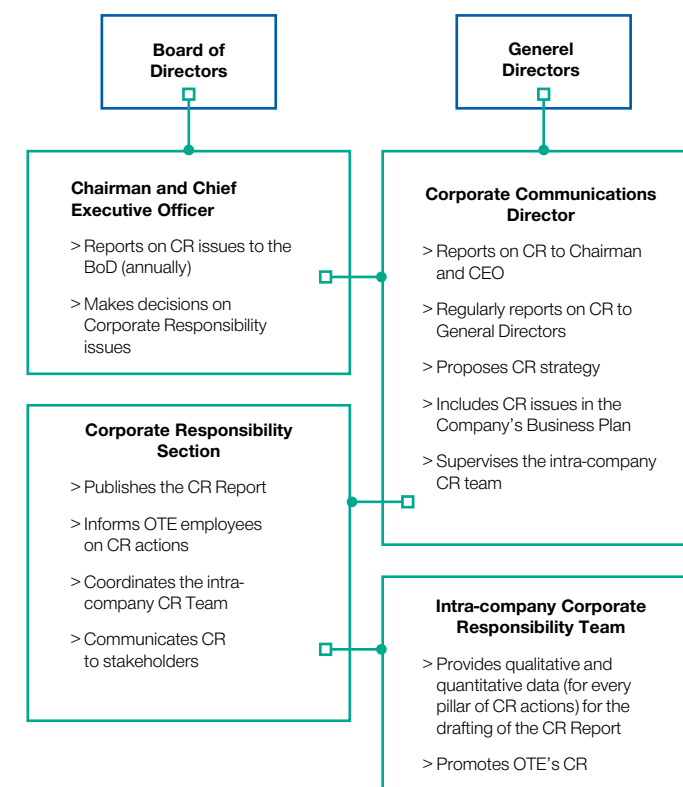 Board of
Directors
Generel
Directors
Chairman and Chief
Executive Officer
> Reports on CR issues to the
BoD (annually)
> Makes decisions on
Corporate Responsibility
issues
Corporate Communications
Director
> Reports on CR to Chairman
and CEO
> Regularly reports on CR to
General Directors
> Proposes CR strategy
> Includes CR issues in the
Company's Business Plan
> Supervises the intra-company
CR team
Corporate Responsibility
Section
> Publishes the CR Report
> Informs OTE employees
on CR actions
> Coordinates the intra-
company CR Team
> Communicates CR
to stakeholders
Intra-company Corporate
Responsibility Team
> Provides qualitative and
quantitative data (for every
pillar of CR actions) for the
drafting of the CR Report
> Promotes OTE's CR